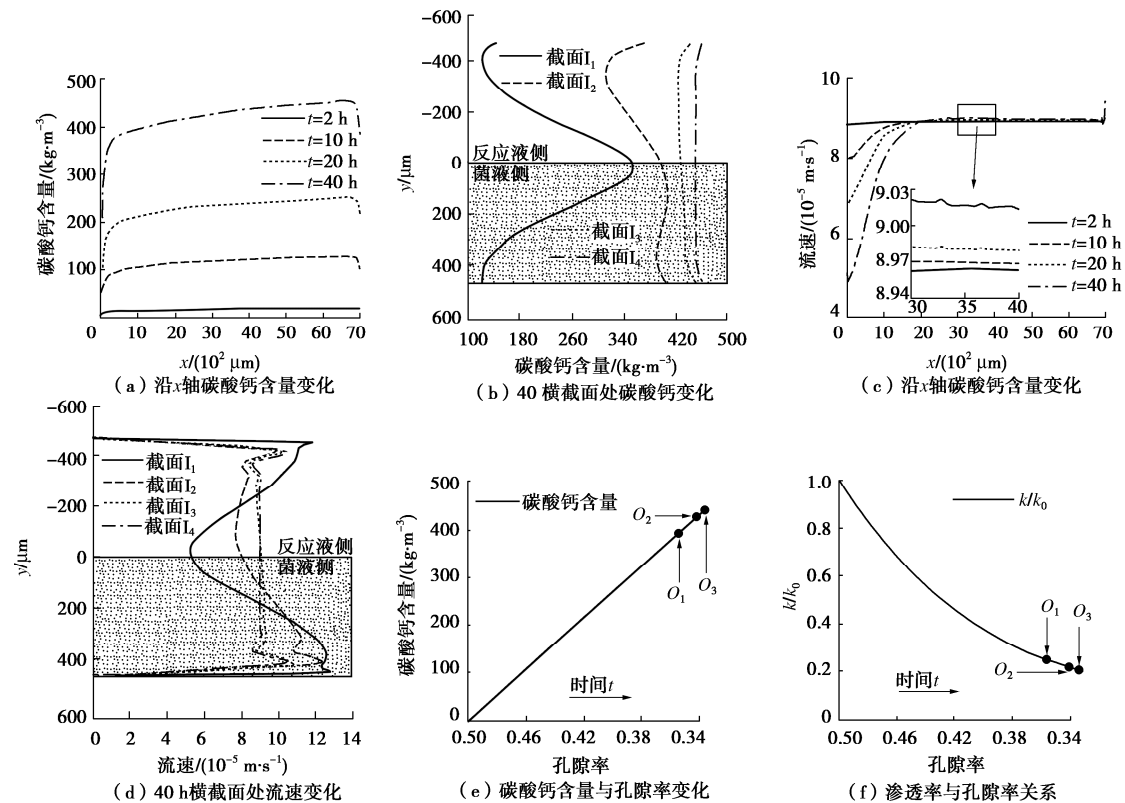 500
400
300
200
100
0
10
20
30
40
50
60
70
碳酸钙含量/(kg·m⁻³)
t=2 h
t=10 h
t=20 h
t=40 h
x/(10² μm)
(a)沿x轴碳酸钙含量变化
-600
-400
-200
0
200
400
600
y/μm
截面I₁
截面I₂
反应液侧
菌液侧
截面I₃
截面I₄
100
180
260
340
420
500
碳酸钙含量/(kg·m⁻³)
(b)40 横截面处碳酸钙变化
10
8
6
4
流速/(10⁻⁵ m·s⁻¹)
9.03
9.00
8.97
8.94
30
35
40
t=2 h
t=10 h
t=20 h
t=40 h
0
10
20
30
40
50
60
70
x/(10² μm)
(c)沿x轴碳酸钙含量变化
-600
-400
-200
0
200
400
600
y/μm
截面I₁
截面I₂
截面I₃
截面I₄
反应液侧
菌液侧
0
2
4
6
8
10
12
14
流速/(10⁻⁵ m·s⁻¹)
(d)40 h横截面处流速变化
500
400
300
200
100
0
碳酸钙含量/(kg·m⁻³)
碳酸钙含量
O₂
O₁
O₃
时间t
0.50
0.46
0.42
0.38
0.34
孔隙率
(e)碳酸钙含量与孔隙率变化
1.0
0.8
0.6
0.4
0.2
0
k/k₀
k/k₀
O₁
O₃
O₂
时间t
0.50
0.46
0.42
0.38
0.34
孔隙率
(f)渗透率与孔隙率关系